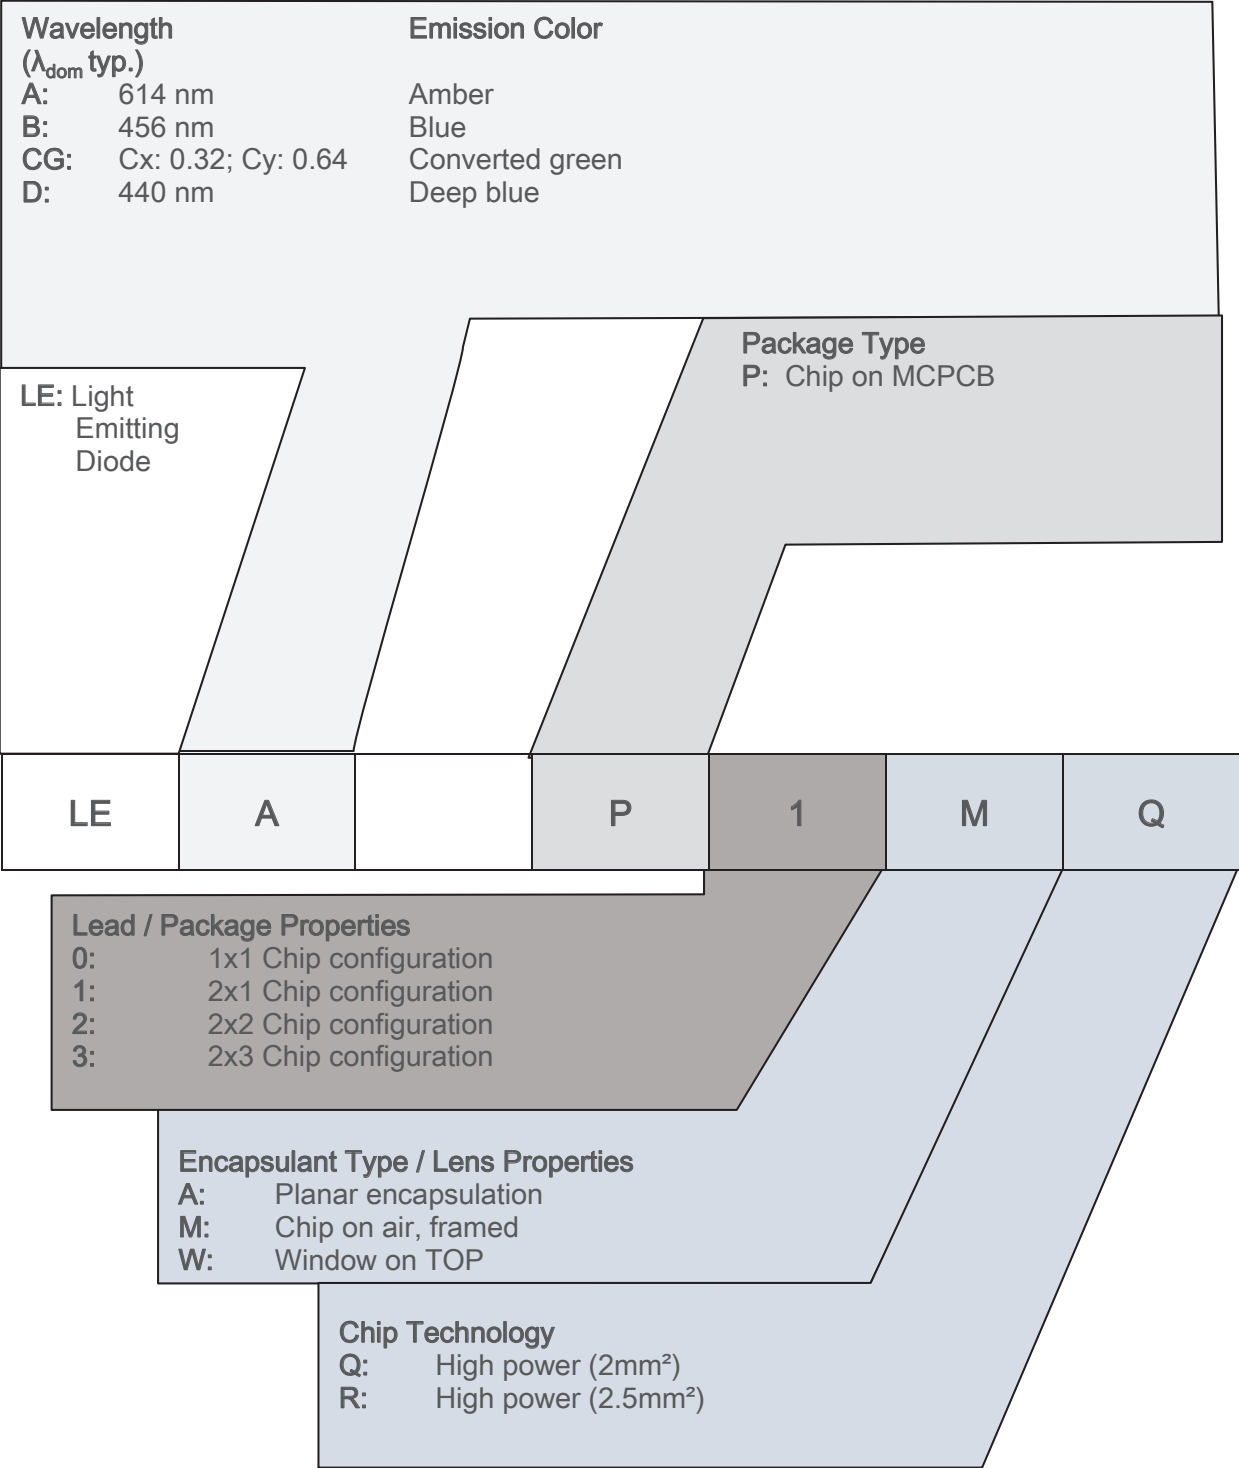 Wavelength Emission Color
(λdom typ.)
A: 614 nm Amber
B: 456 nm Blue
CG: Cx: 0.32; Cy: 0.64 Converted green
D: 440 nm Deep blue
Package Type
P: Chip on MCPCB
LE: Light
Emitting
Diode
LE A P 1 M Q
Lead / Package Properties
0: 1x1 Chip configuration
1: 2x1 Chip configuration
2: 2x2 Chip configuration
3: 2x3 Chip configuration
Encapsulant Type / Lens Properties
A: Planar encapsulation
M: Chip on air, framed
W: Window on TOP
Chip Technology
Q: High power (2mm²)
R: High power (2.5mm²)